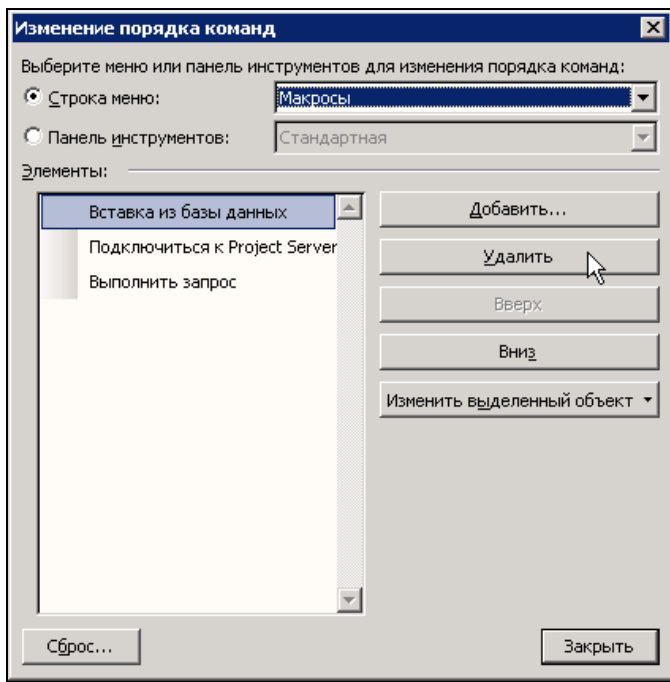 Изменение порядка команд
Выберите меню или панель инструментов для изменения порядка команд:
Строка меню: Макросы
Панель инструментов: Стандартная
Элементы:
Вставка из базы данных
Подключиться к Project Server
Выполнить запрос
Добавить...
Удалить
Вверх
Вниз
Изменить выделенный объект
Сброс...
Закрыть